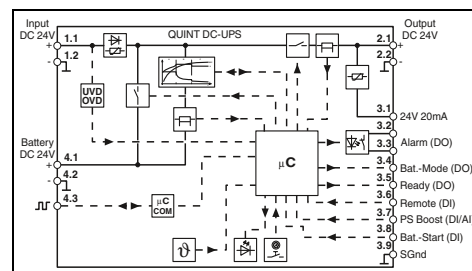 Input
DC 24V
+ 1.1
1.2
-
QUINT DC-UPS
Output
DC 24V
2.1 +
2.2
-
UVD
OVD
3.1
24V 20mA
3.2
Alarm (DO)
3.3
Battery
DC 24V
4.1
+
4.2
-
4.3
µC
COM
µC
3.4
Bat.-Mode (DO)
3.5
Ready (DO)
3.6
Remote (DI)
3.7
PS Boost (DI/AI)
3.8
Bat.-Start (DI)
3.9
SGnd
ϑ